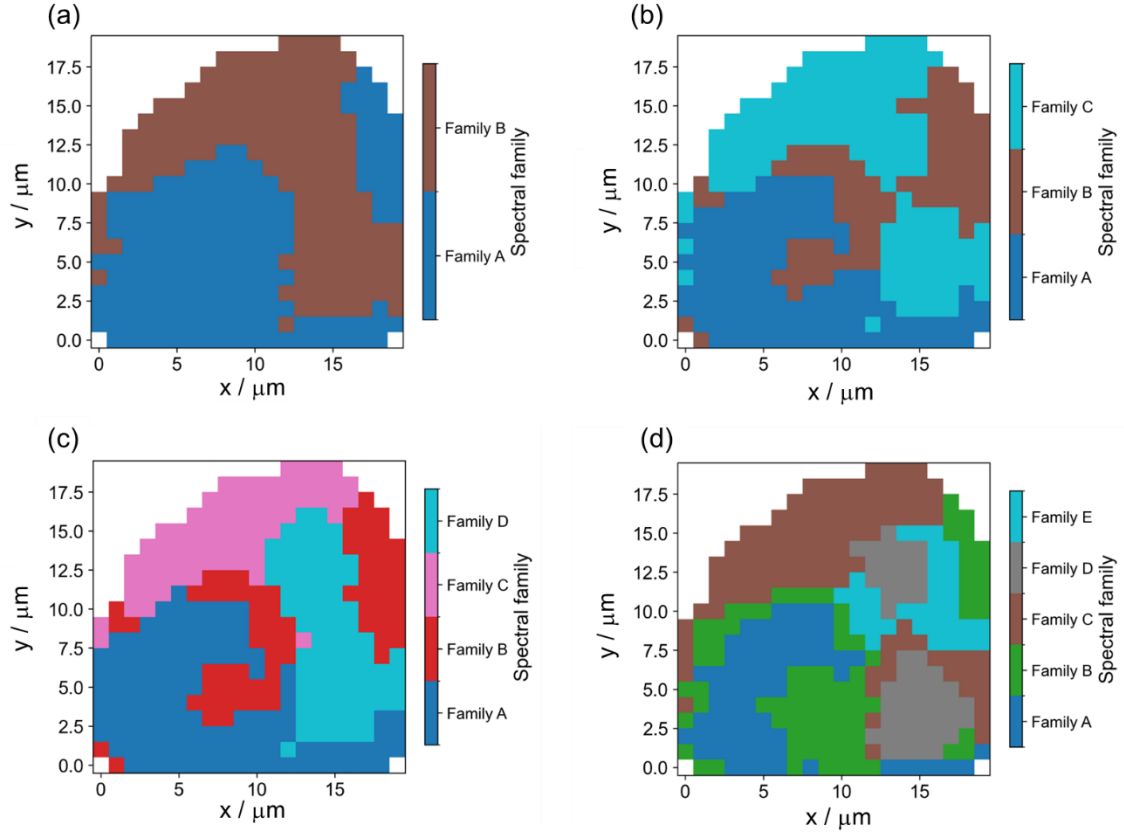 (a)
17.5
15.0
12.5
10.0
7.5
5.0
2.5
0.0
y / μm
0
5
10
15
x / μm
Family B
Family A
Spectral family
(b)
17.5
15.0
12.5
10.0
7.5
5.0
2.5
0.0
y / μm
0
5
10
15
x / μm
Family C
Family B
Family A
Spectral family
(c)
17.5
15.0
12.5
10.0
7.5
5.0
2.5
0.0
y / μm
0
5
10
15
x / μm
Family D
Family C
Family B
Family A
Spectral family
(d)
17.5
15.0
12.5
10.0
7.5
5.0
2.5
0.0
y / μm
0
5
10
15
x / μm
Family E
Family D
Family C
Family B
Family A
Spectral family